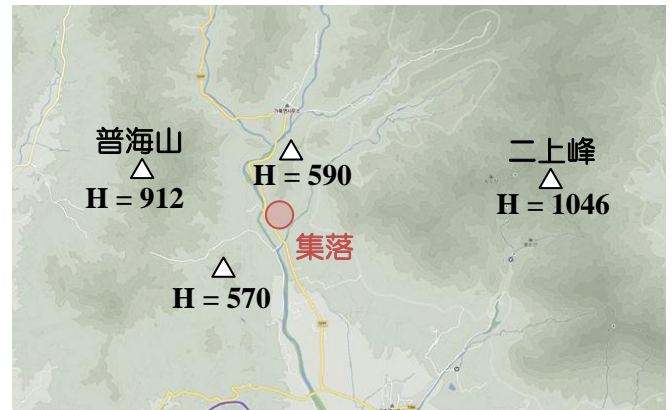 普海山
H = 912
H = 590
二上峰
H = 1046
集落
H = 570